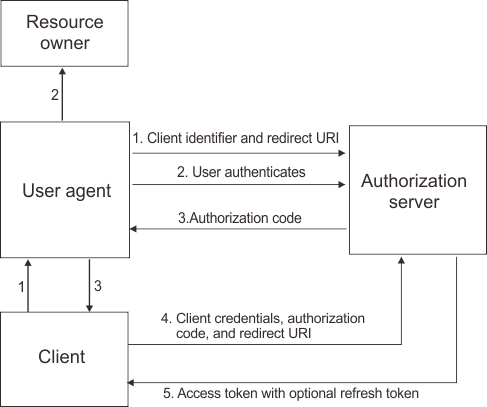 Resource
owner
2
1. Client identifier and redirect URI
2. User authenticates
User agent
Authorization
server
3.Authorization code
1
3
4. Client credentials, authorization
code, and redirect URI
Client
5. Access token with optional refresh token